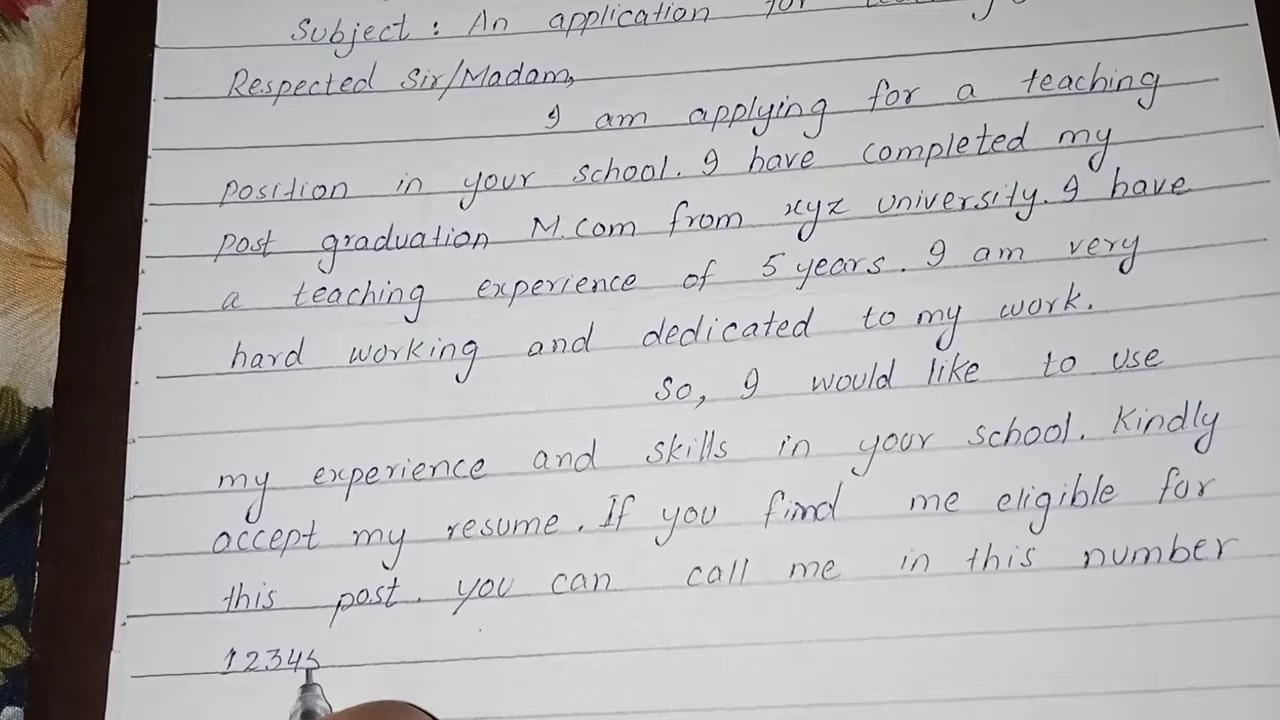 Subject : An application for
Respected Sir/Madam,
I am applying for a teaching
position in your school. I have completed my
post graduation M.Com from xyz university. I have
a teaching experience of 5 years. I am very
hard working and dedicated to my work.
So, I would like to use
my experience and skills in your school. Kindly
accept my resume. If you find me eligible for
this post. you can call me in this number
12345